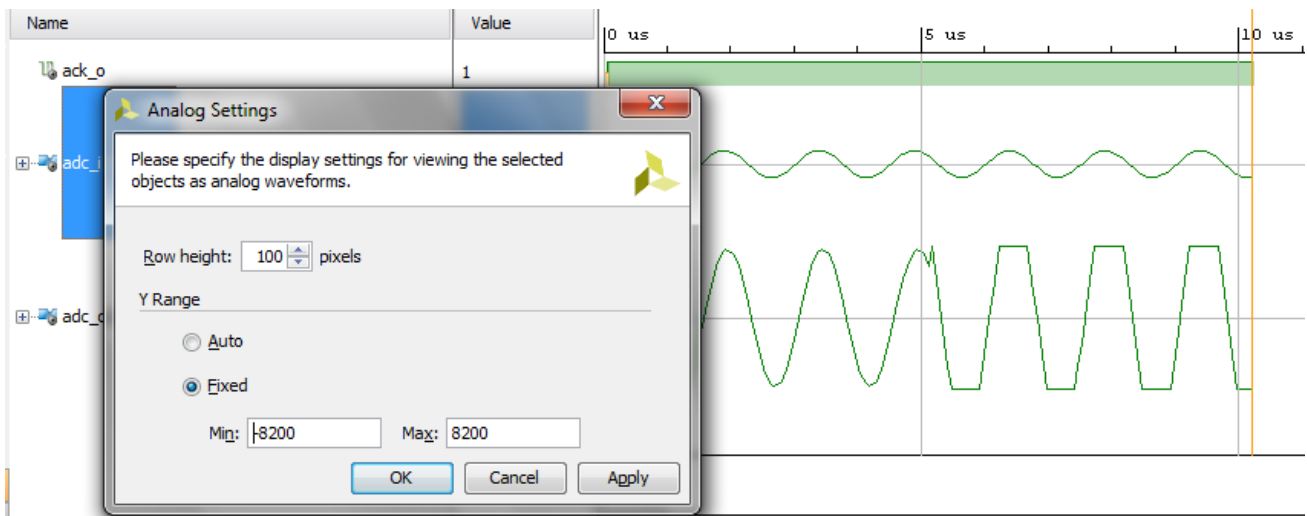 Name Value 0 us 5 us 10 us
ack_o 1
Analog Settings
adc_i
Please specify the display settings for viewing the selected
objects as analog waveforms.
Row height: 100 pixels
Y Range
adc_
Auto
Fixed
Min: -8200 Max: 8200
OK Cancel Apply